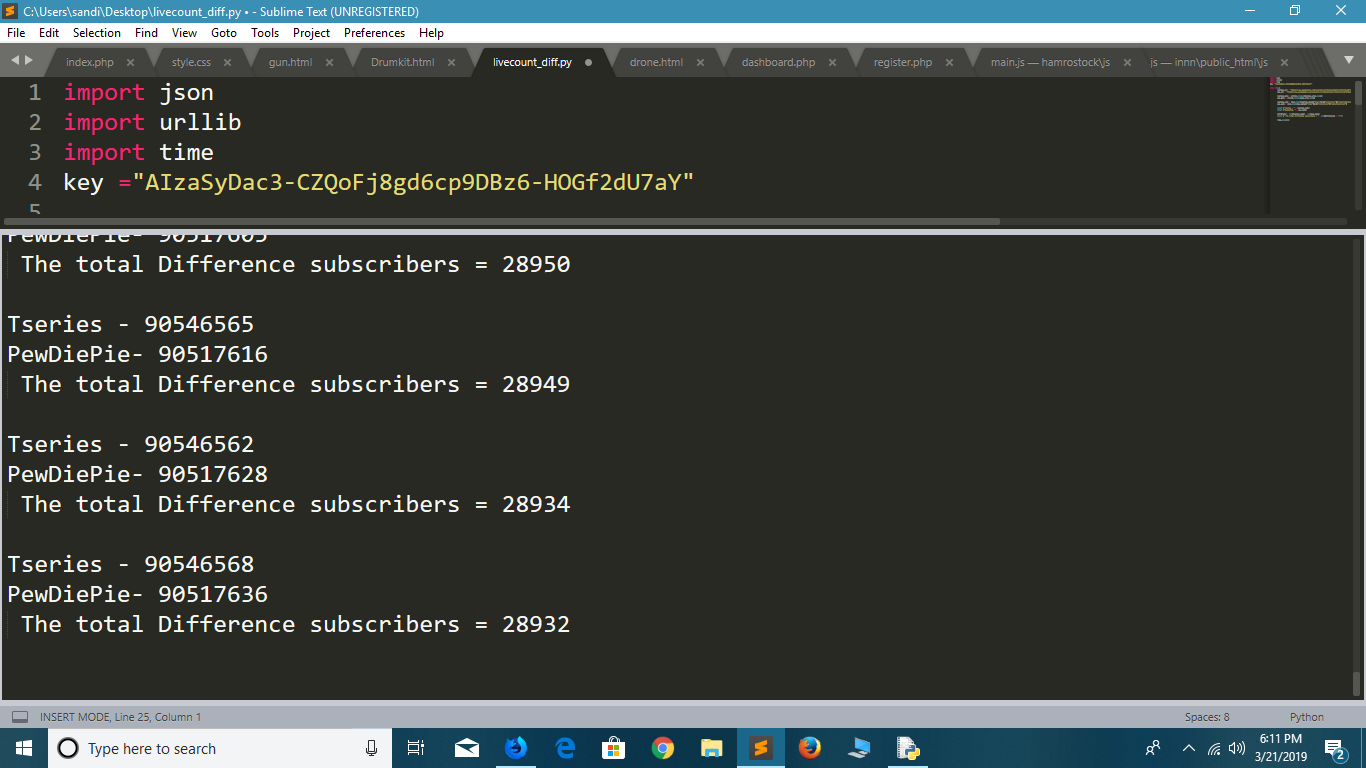 C:\Users\sandi\Desktop\livecount_diff.py • - Sublime Text (UNREGISTERED)
File Edit Selection Find View Goto Tools Project Preferences Help
index.php × style.css × gun.html × Drumkit.html × livecount_diff.py drone.html × dashboard.php × register.php × main.js — hamrostock\js × js — innn\public_html\js ×
1 import json
2 import urllib
3 import time
4 key ="AIzaSyDac3-CZQoFj8gd6cp9DBz6-HOGf2dU7aY"
5
PewDiePie- 90517605
The total Difference subscribers = 28950
Tseries - 90546565
PewDiePie- 90517616
The total Difference subscribers = 28949
Tseries - 90546562
PewDiePie- 90517628
The total Difference subscribers = 28934
Tseries - 90546568
PewDiePie- 90517636
The total Difference subscribers = 28932
INSERT MODE, Line 25, Column 1 Spaces: 8 Python
Type here to search
6:11 PM
3/21/2019
2